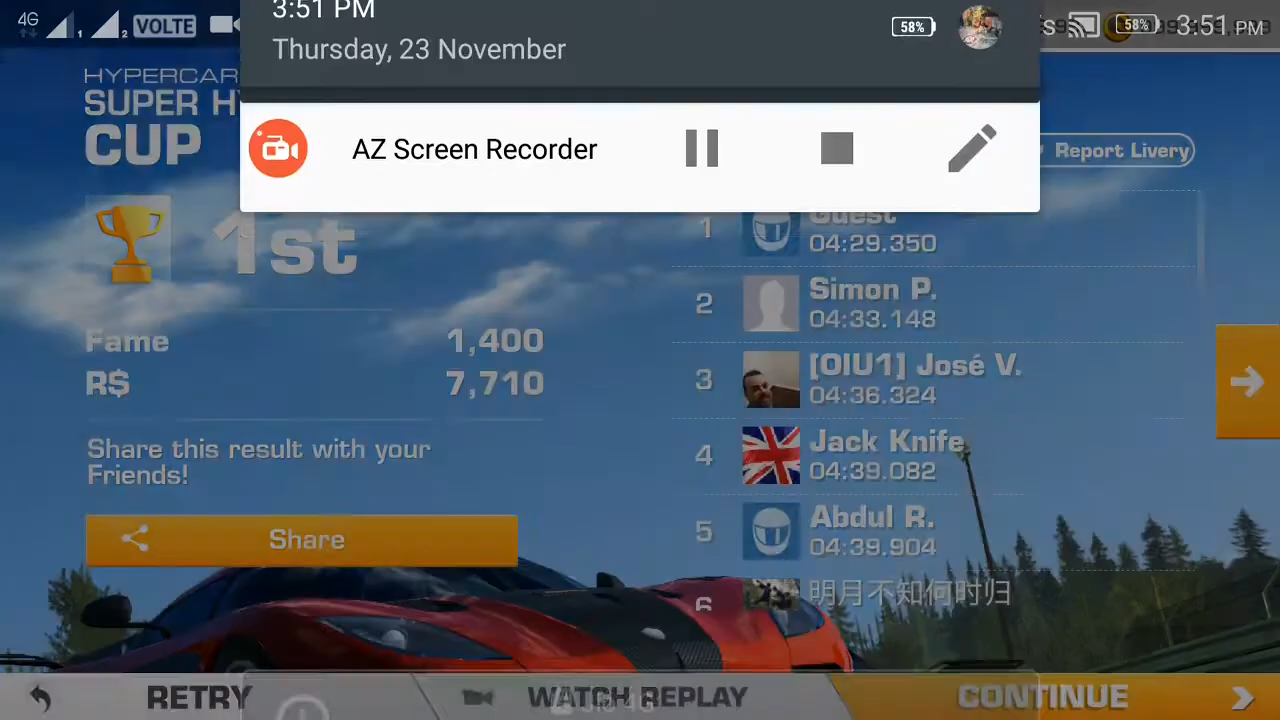 4G
1
2
VOLTE
3:51 PM
Thursday, 23 November
58%
58%
3:51 PM
AZ Screen Recorder
HYPERCAR
SUPER H
CUP
Report Livery
1st
Fame 1,400
R$ 7,710
Share this result with your
Friends!
Share
1 Guest
04:29.350
2 Simon P.
04:33.148
3 [OIU1] José V.
04:36.324
4 Jack Knife
04:39.082
5 Abdul R.
04:39.904
6 明月不知何时归
RETRY
WATCH REPLAY
CONTINUE